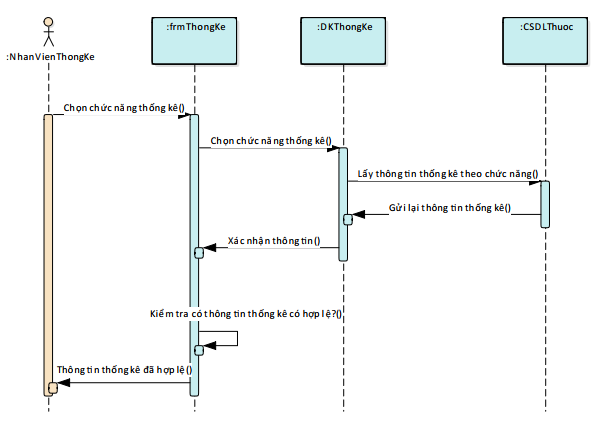 :NhanVienThongKe
:frmThongKe
:DKThongKe
:CSDLThuoc
Chọn chức năng thống kê()
Chọn chức năng thống kê()
Lấy thông tin thống kê theo chức năng()
Gửi lại thông tin thống kê()
Xác nhận thông tin()
Kiểm tra có thông tin thống kê có hợp lệ?()
Thông tin thống kê đã hợp lệ()